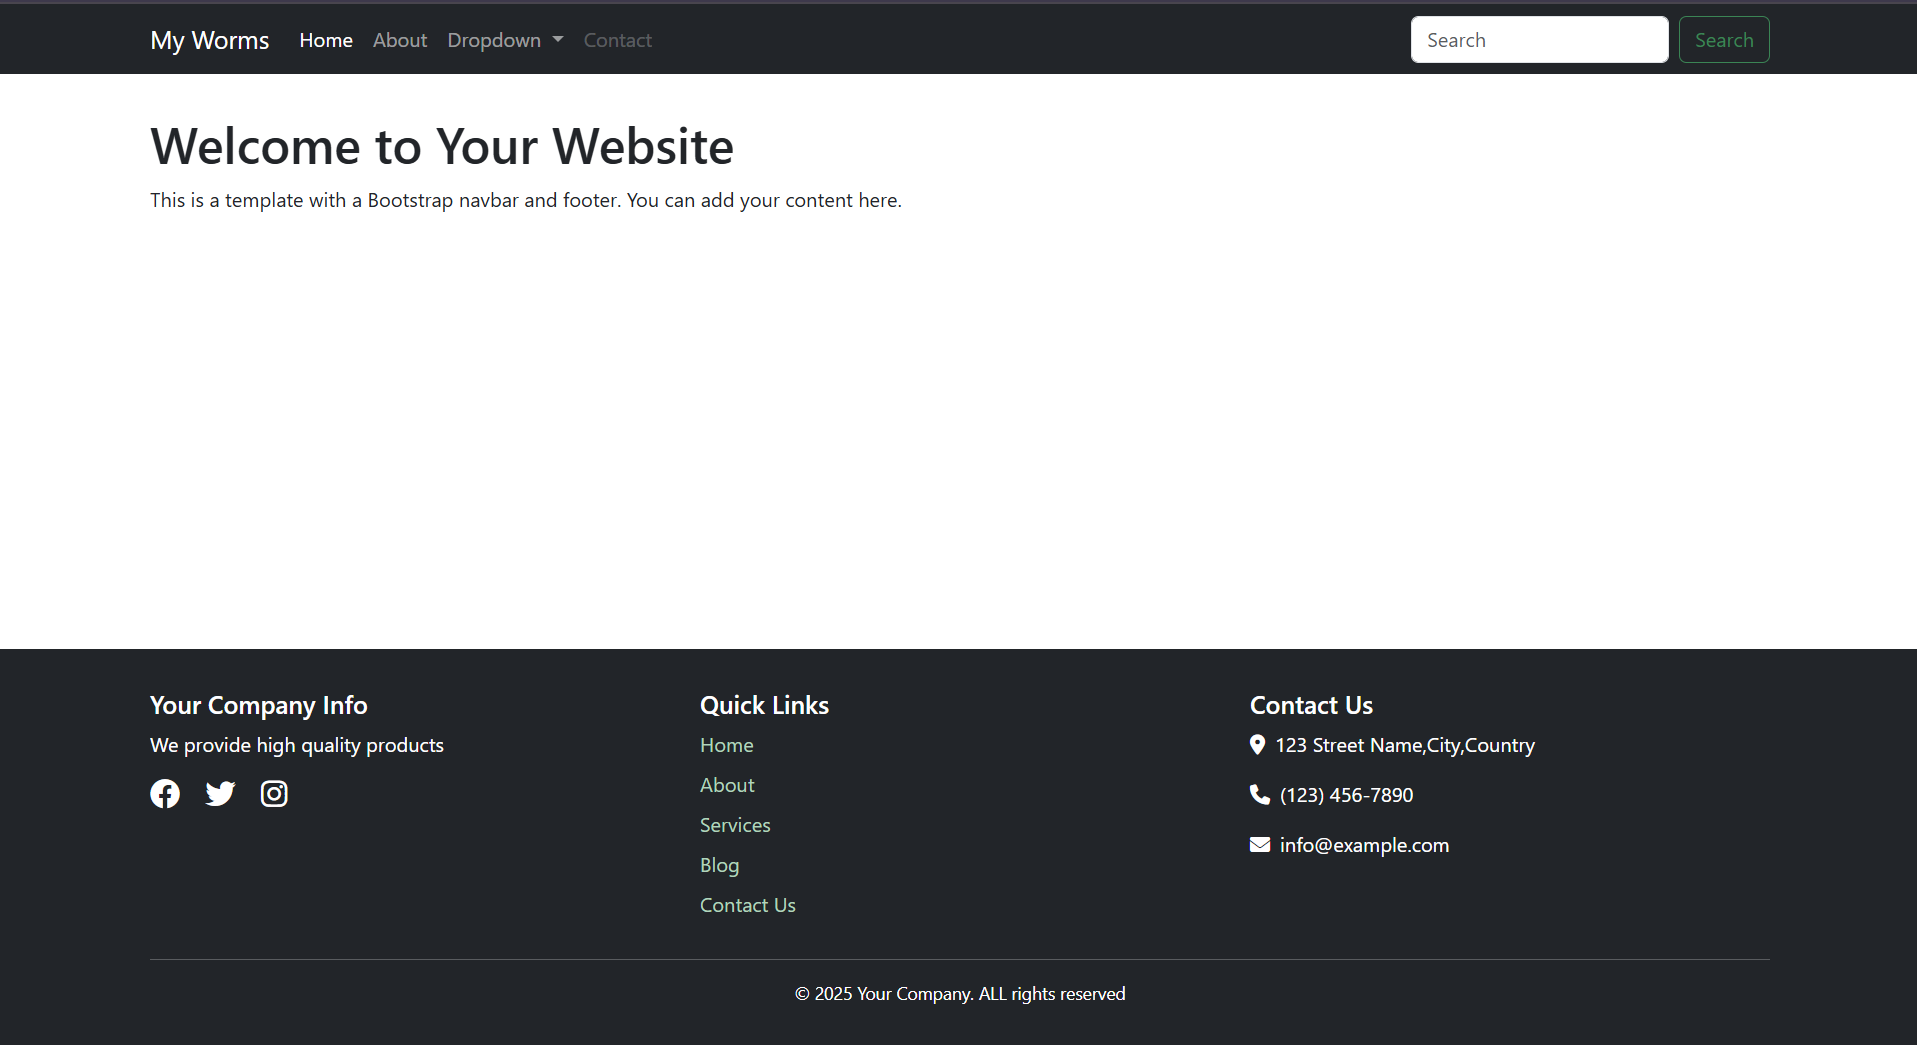 My Worms Home About Dropdown Contact Search Search
Welcome to Your Website
This is a template with a Bootstrap navbar and footer. You can add your content here.
Your Company Info
We provide high quality products
Quick Links
Home
About
Services
Blog
Contact Us
Contact Us
123 Street Name,City,Country
(123) 456-7890
info@example.com
© 2025 Your Company. ALL rights reserved